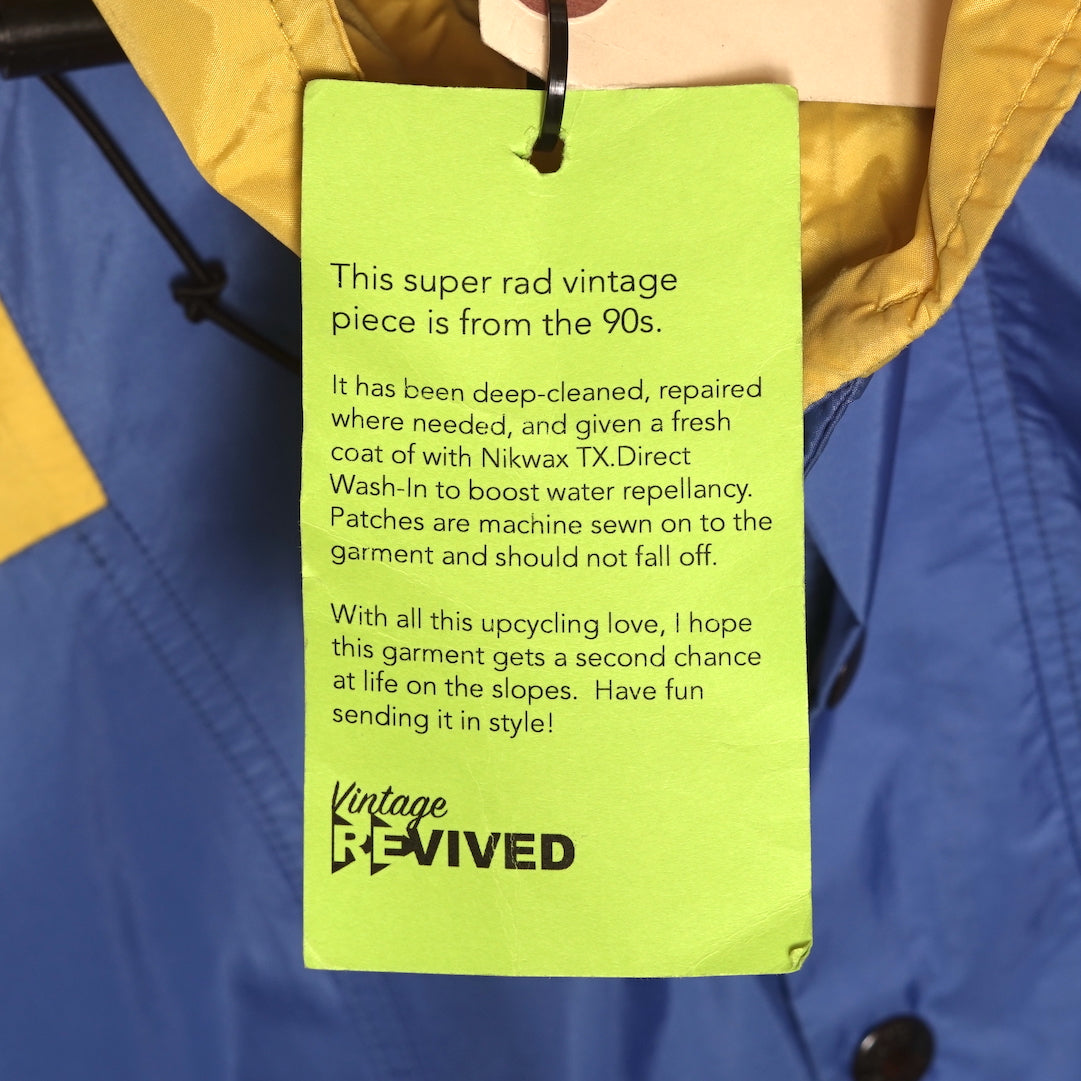 This super rad vintage
piece is from the 90s.
It has been deep-cleaned, repaired
where needed, and given a fresh
coat of with Nikwax TX.Direct
Wash-In to boost water repellancy.
Patches are machine sewn on to the
garment and should not fall off.
With all this upcycling love, I hope
this garment gets a second chance
at life on the slopes.  Have fun
sending it in style!
Vintage
REVIVED